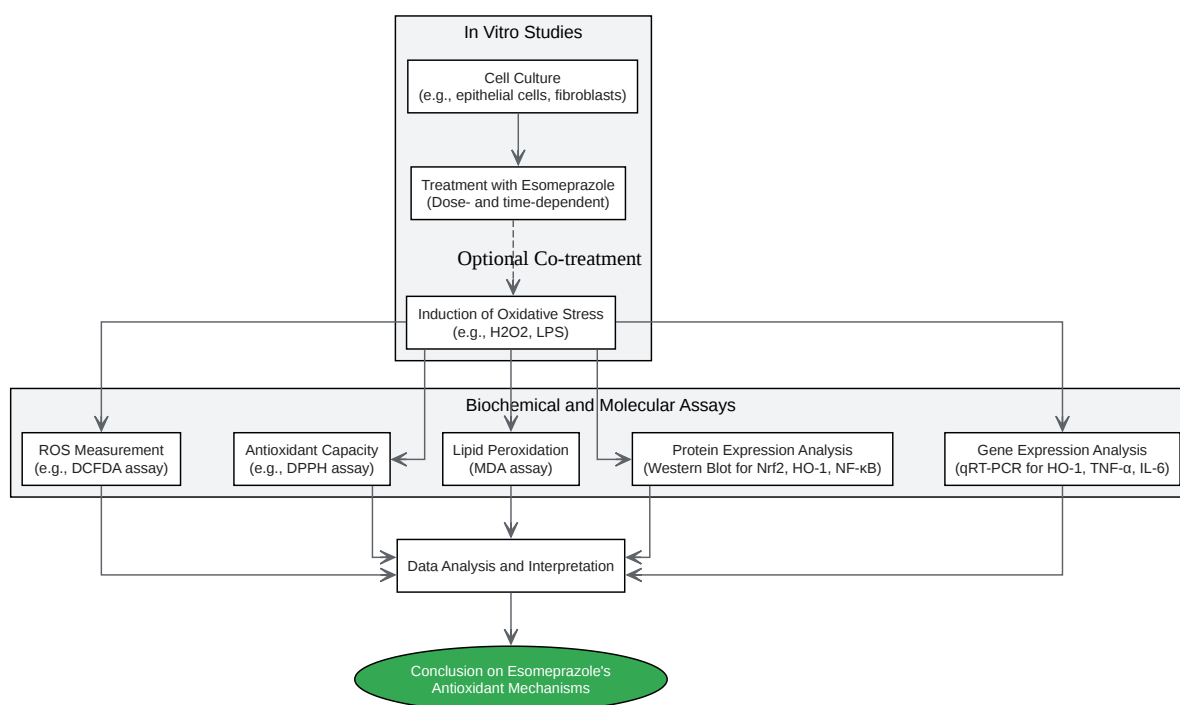 In Vitro Studies
Cell Culture
(e.g., epithelial cells, fibroblasts)
Treatment with Esomeprazole
(Dose- and time-dependent)
Optional Co-treatment
Induction of Oxidative Stress
(e.g., H2O2, LPS)
Biochemical and Molecular Assays
ROS Measurement
(e.g., DCFDA assay)
Antioxidant Capacity
(e.g., DPPH assay)
Lipid Peroxidation
(MDA assay)
Protein Expression Analysis
(Western Blot for Nrf2, HO-1, NF-κB)
Gene Expression Analysis
(qRT-PCR for HO-1, TNF-α, IL-6)
Data Analysis and Interpretation
Conclusion on Esomeprazole's
Antioxidant Mechanisms